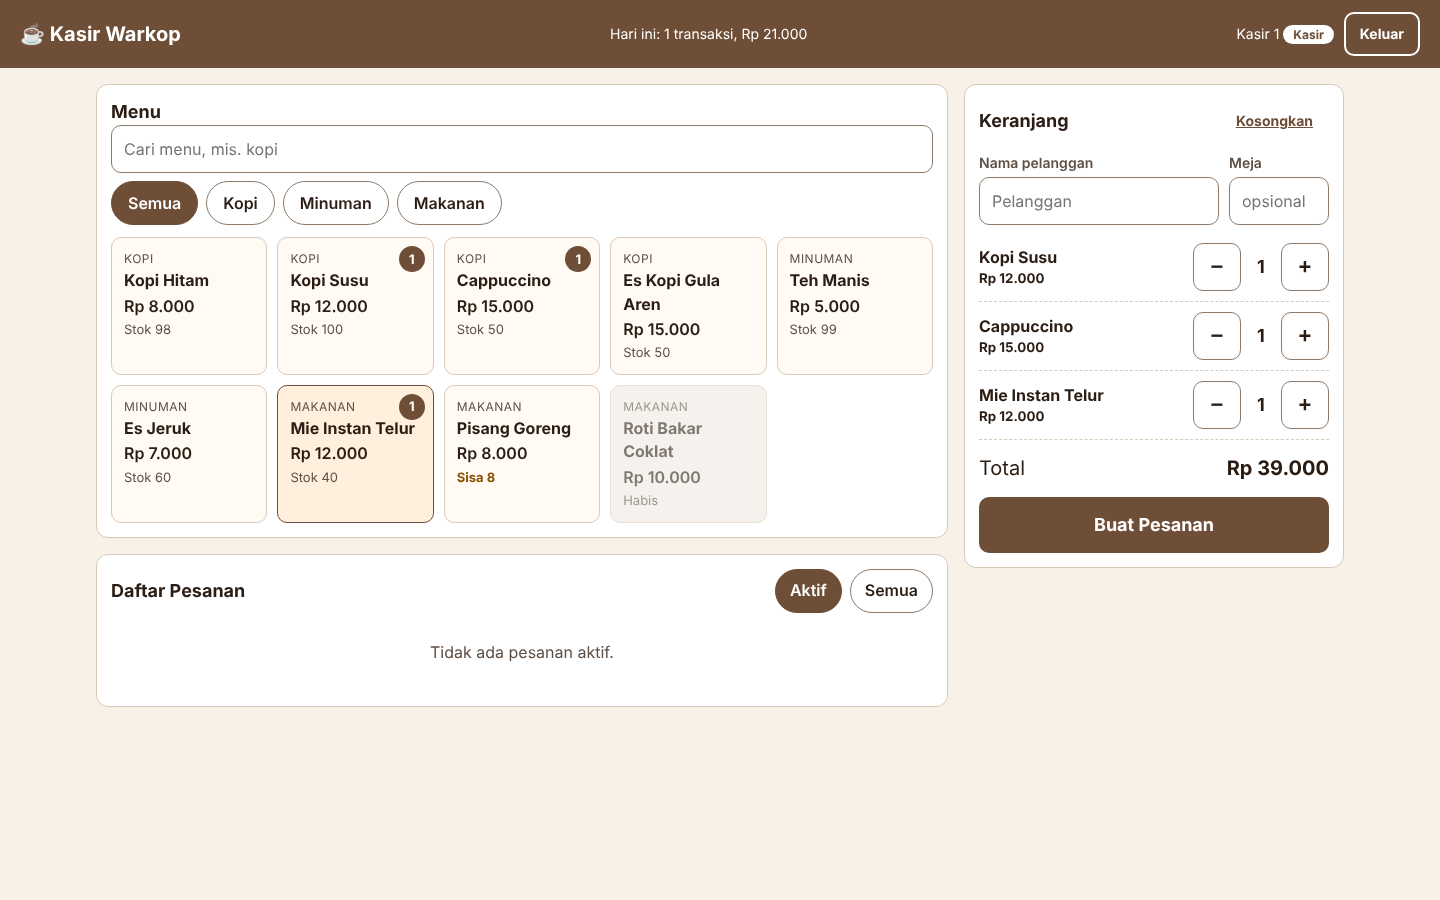 ☕ Kasir Warkop
Hari ini: 1 transaksi, Rp 21.000
Kasir 1 Kasir
Keluar
Menu
Cari menu, mis. kopi
Semua Kopi Minuman Makanan
KOPI
Kopi Hitam
Rp 8.000
Stok 98
KOPI 1
Kopi Susu
Rp 12.000
Stok 100
KOPI 1
Cappuccino
Rp 15.000
Stok 50
KOPI
Es Kopi Gula
Aren
Rp 15.000
Stok 50
MINUMAN
Teh Manis
Rp 5.000
Stok 99
MINUMAN
Es Jeruk
Rp 7.000
Stok 60
MAKANAN 1
Mie Instan Telur
Rp 12.000
Stok 40
MAKANAN
Pisang Goreng
Rp 8.000
Sisa 8
MAKANAN
Roti Bakar
Coklat
Rp 10.000
Habis
Daftar Pesanan
Aktif Semua
Tidak ada pesanan aktif.
Keranjang
Kosongkan
Nama pelanggan Meja
Pelanggan opsional
Kopi Susu
Rp 12.000
− 1 +
Cappuccino
Rp 15.000
− 1 +
Mie Instan Telur
Rp 12.000
− 1 +
Total Rp 39.000
Buat Pesanan